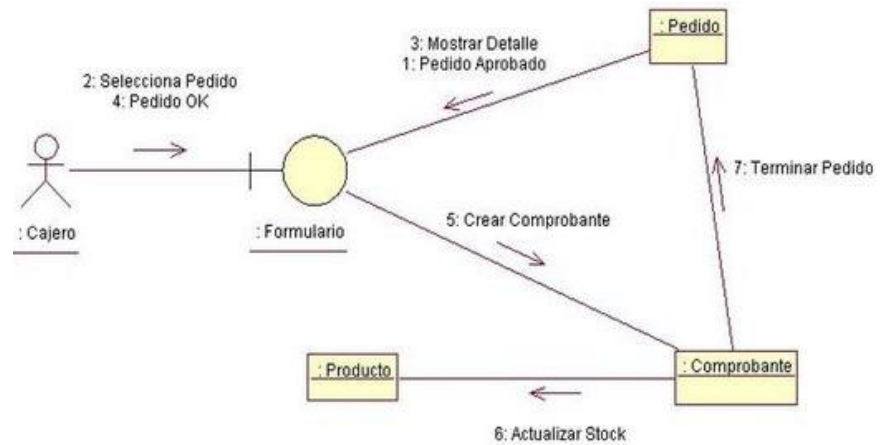 : Pedido
3: Mostrar Detalle
1: Pedido Aprobado
2: Selecciona Pedido
4: Pedido OK
7: Terminar Pedido
5: Crear Comprobante
: Cajero
: Formulario
: Producto
: Comprobante
6: Actualizar Stock